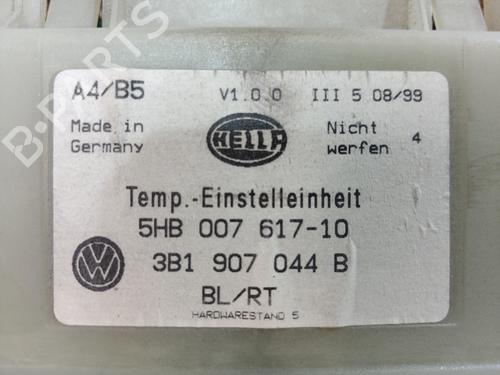 A4/B5 V1.0.0 III 5 08/99
Made in Germany
HELLA
Nicht werfen 4
Temp.-Einstelleinheit
5HB 007 617-10
3B1 907 044 B
BL/RT
HARDWARESTAND 5
B-PARTS